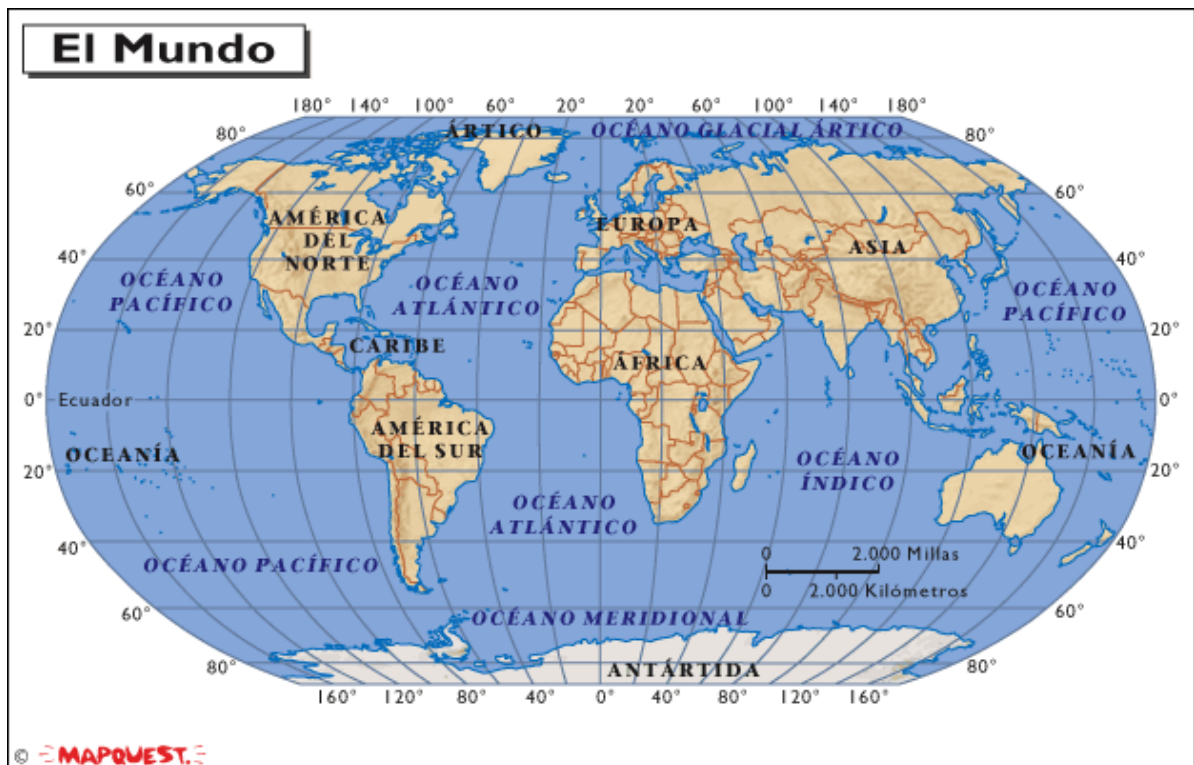 El Mundo
180° 140° 100° 60° 20° 20° 60° 100° 140° 180°
80° ÁRTICO OCÉANO GLACIAL ÁRTICO 80°
60° 60°
AMÉRICA
DEL
NORTE
EUROPA
ASIA
40° 40°
OCÉANO
PACÍFICO
OCÉANO
ATLÁNTICO
OCÉANO
PACÍFICO
20° 20°
CARIBE
ÁFRICA
0° Ecuador 0°
AMÉRICA
DEL SUR
OCEANÍA
OCEANÍA
20° 20°
OCÉANO
ÍNDICO
OCÉANO
ATLÁNTICO
40° 40°
0 2.000 Millas
0 2.000 Kilómetros
OCÉANO PACÍFICO
60° 60°
OCÉANO MERIDIONAL
80° 80°
ANTÁRTIDA
160° 120° 80° 40° 0° 40° 80° 120° 160°
© MAPQUEST.